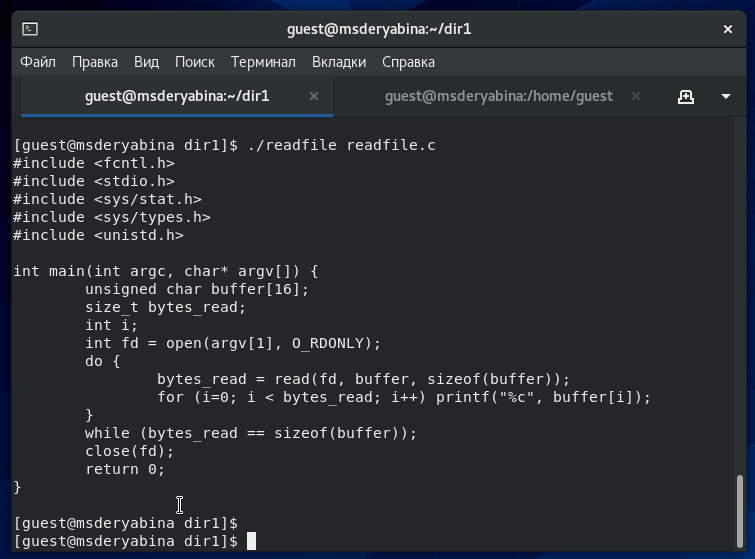 guest@msderyabina:~/dir1
Файл Правка Вид Поиск Терминал Вкладки Справка
guest@msderyabina:~/dir1 guest@msderyabina:/home/guest
[guest@msderyabina dir1]$ ./readfile readfile.c
#include <fcntl.h>
#include <stdio.h>
#include <sys/stat.h>
#include <sys/types.h>
#include <unistd.h>
int main(int argc, char* argv[]) {
        unsigned char buffer[16];
        size_t bytes_read;
        int i;
        int fd = open(argv[1], O_RDONLY);
        do {
                bytes_read = read(fd, buffer, sizeof(buffer));
                for (i=0; i < bytes_read; i++) printf("%c", buffer[i]);
        }
        while (bytes_read == sizeof(buffer));
        close(fd);
        return 0;
}
[guest@msderyabina dir1]$
[guest@msderyabina dir1]$